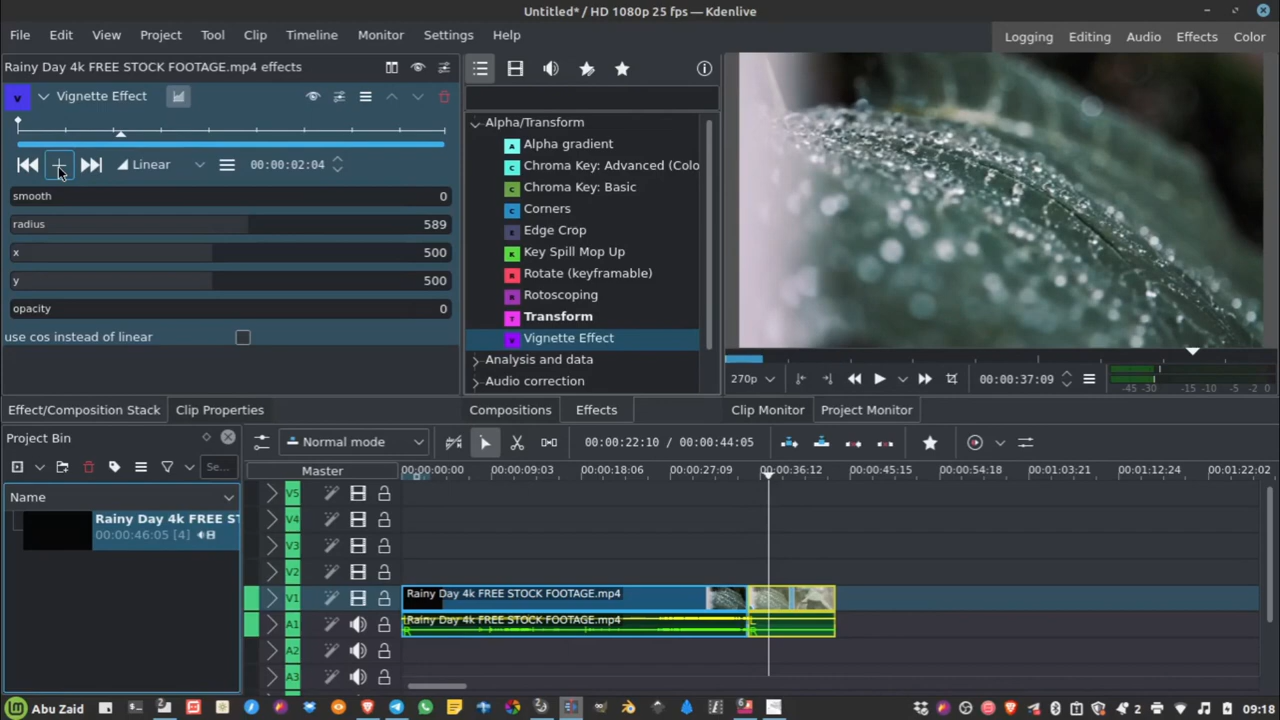 Untitled* / HD 1080p 25 fps — Kdenlive
File Edit View Project Tool Clip Timeline Monitor Settings Help
Logging Editing Audio Effects Color
Rainy Day 4k FREE STOCK FOOTAGE.mp4 effects
v Vignette Effect
Linear 00:00:02:04
smooth 0
radius 589
x 500
y 500
opacity 0
use cos instead of linear
Effect/Composition Stack Clip Properties
Alpha/Transform
A Alpha gradient
C Chroma Key: Advanced (Colo
C Chroma Key: Basic
C Corners
E Edge Crop
K Key Spill Mop Up
R Rotate (keyframable)
R Rotoscoping
T Transform
V Vignette Effect
Analysis and data
Audio correction
Compositions Effects
270p 00:00:37:09
-45 -30 -15 -10 -5 -2 0
Clip Monitor Project Monitor
Project Bin
Se...
Name
Rainy Day 4k FREE ST
00:00:46:05 [4]
Normal mode 00:00:22:10 / 00:00:44:05
Master
00:00:00:00 00:00:09:03 00:00:18:06 00:00:27:09 00:00:36:12 00:00:45:15 00:00:54:18 00:01:03:21 00:01:12:24 00:01:22:02
V5
V4
V3
V2
V1 Rainy Day 4k FREE STOCK FOOTAGE.mp4
A1 Rainy Day 4k FREE STOCK FOOTAGE.mp4
L
R
L
R
A2
A3
Abu Zaid
2
09:18